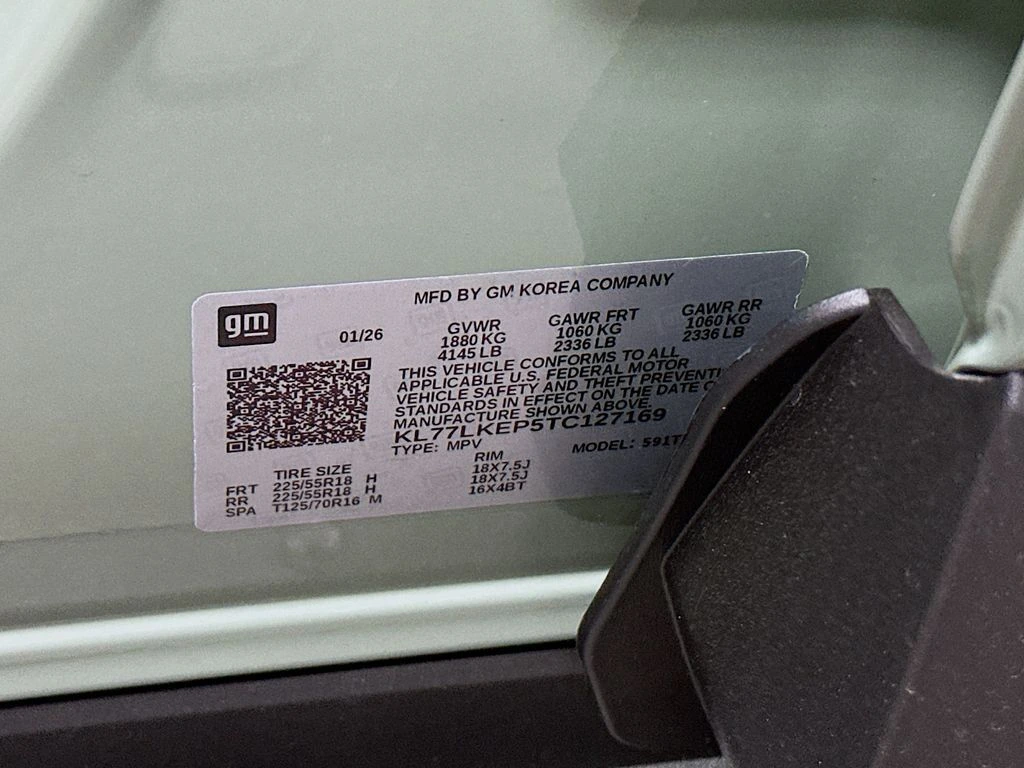 gm
MFD BY GM KOREA COMPANY
01/26
GVWR
1880 KG
4145 LB
GAWR FRT
1060 KG
2336 LB
GAWR RR
1060 KG
2336 LB
THIS VEHICLE CONFORMS TO ALL
APPLICABLE U.S. FEDERAL MOTOR
VEHICLE SAFETY AND THEFT PREVENTI
STANDARDS IN EFFECT ON THE DATE O
MANUFACTURE SHOWN ABOVE
KL77LKEP5TC127169
TYPE: MPV
MODEL: 591T
TIRE SIZE
RIM
FRT 225/55R18 H 18X7.5J
RR 225/55R18 H 18X7.5J
SPA T125/70R16 M 16X4BT